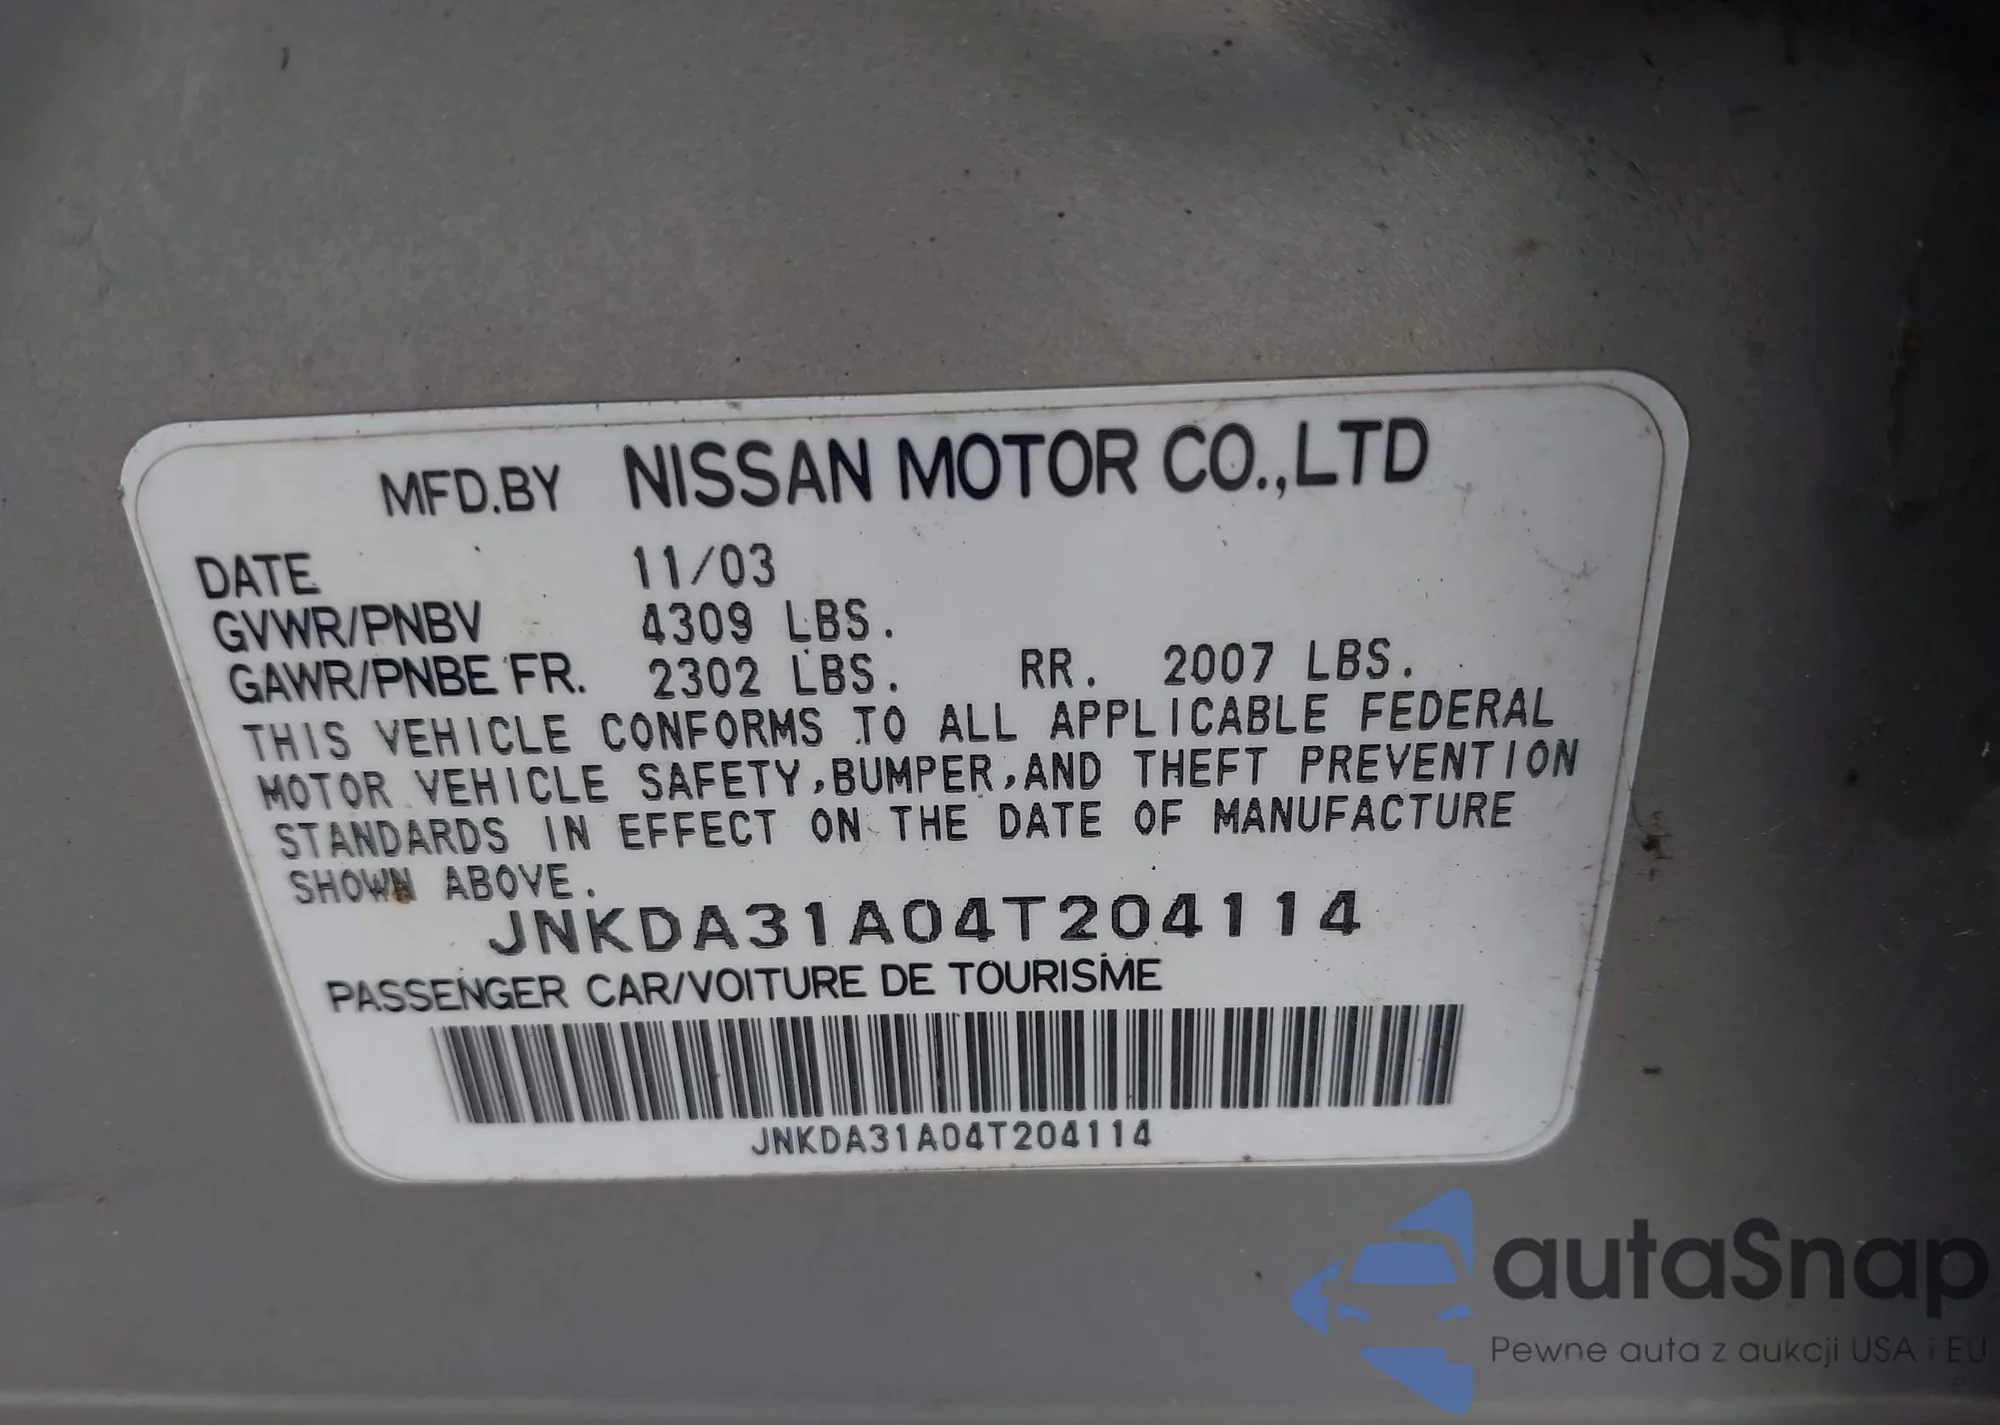 MFD.BY NISSAN MOTOR CO.,LTD
DATE 11/03
GVWR/PNBV 4309 LBS.
GAWR/PNBE FR. 2302 LBS. RR. 2007 LBS.
THIS VEHICLE CONFORMS TO ALL APPLICABLE FEDERAL
MOTOR VEHICLE SAFETY,BUMPER,AND THEFT PREVENTION
STANDARDS IN EFFECT ON THE DATE OF MANUFACTURE
SHOWN ABOVE.
JNKDA31A04T204114
PASSENGER CAR/VOITURE DE TOURISME
JNKDA31A04T204114
autaSnap
Pewne auta z aukcji USA i EU